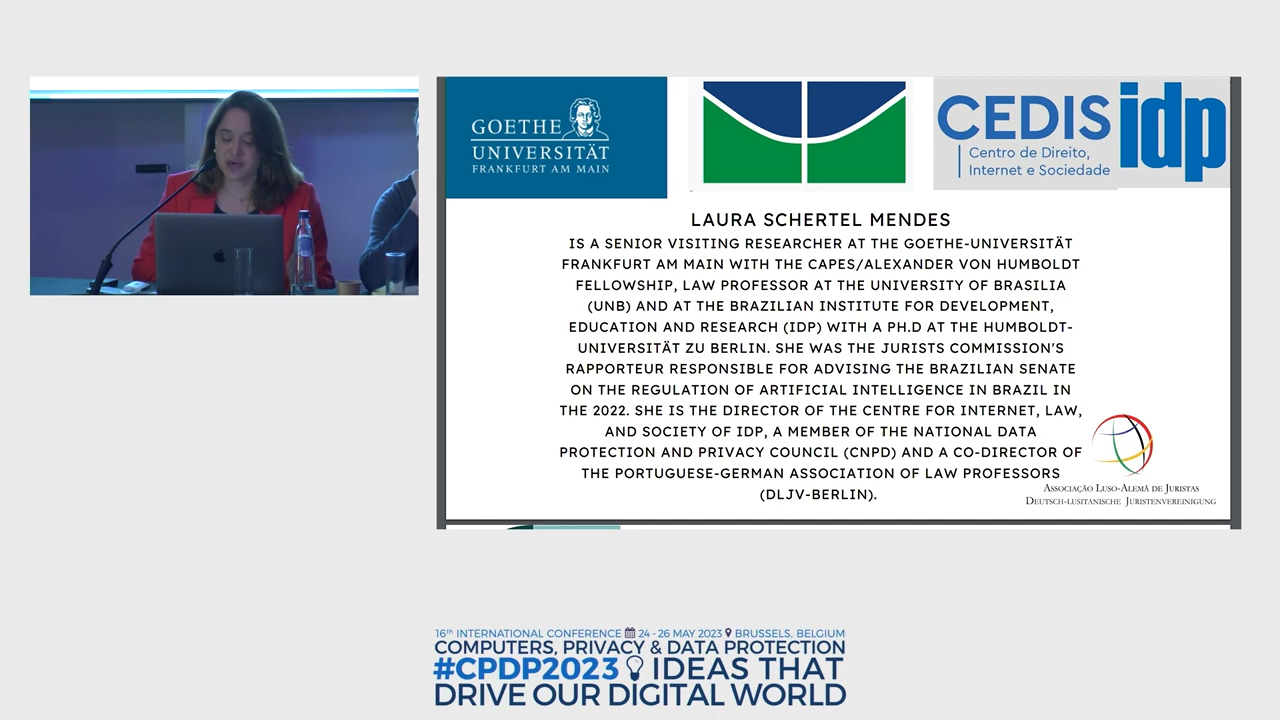 GOETHE
UNIVERSITÄT
FRANKFURT AM MAIN
CEDIS
Centro de Direito,
Internet e Sociedade
idp
LAURA SCHERTEL MENDES
IS A SENIOR VISITING RESEARCHER AT THE GOETHE-UNIVERSITÄT
FRANKFURT AM MAIN WITH THE CAPES/ALEXANDER VON HUMBOLDT
FELLOWSHIP, LAW PROFESSOR AT THE UNIVERSITY OF BRASILIA
(UNB) AND AT THE BRAZILIAN INSTITUTE FOR DEVELOPMENT,
EDUCATION AND RESEARCH (IDP) WITH A PH.D AT THE HUMBOLDT-
UNIVERSITÄT ZU BERLIN. SHE WAS THE JURISTS COMMISSION'S
RAPPORTEUR RESPONSIBLE FOR ADVISING THE BRAZILIAN SENATE
ON THE REGULATION OF ARTIFICIAL INTELLIGENCE IN BRAZIL IN
THE 2022. SHE IS THE DIRECTOR OF THE CENTRE FOR INTERNET, LAW,
AND SOCIETY OF IDP, A MEMBER OF THE NATIONAL DATA
PROTECTION AND PRIVACY COUNCIL (CNPD) AND A CO-DIRECTOR OF
THE PORTUGUESE-GERMAN ASSOCIATION OF LAW PROFESSORS
(DLJV-BERLIN).
ASSOCIAÇÃO LUSO-ALEMÃ DE JURISTAS
DEUTSCH-LUSITANISCHE JURISTENVEREINIGUNG
16th INTERNATIONAL CONFERENCE 24 - 26 MAY 2023 BRUSSELS, BELGIUM
COMPUTERS, PRIVACY & DATA PROTECTION
#CPDP2023 IDEAS THAT
DRIVE OUR DIGITAL WORLD